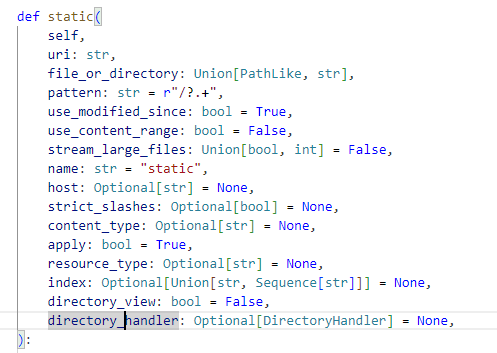 def static(
    self,
    uri: str,
    file_or_directory: Union[PathLike, str],
    pattern: str = r"/?.+",
    use_modified_since: bool = True,
    use_content_range: bool = False,
    stream_large_files: Union[bool, int] = False,
    name: str = "static",
    host: Optional[str] = None,
    strict_slashes: Optional[bool] = None,
    content_type: Optional[str] = None,
    apply: bool = True,
    resource_type: Optional[str] = None,
    index: Optional[Union[str, Sequence[str]]] = None,
    directory_view: bool = False,
    directory_handler: Optional[DirectoryHandler] = None,
):